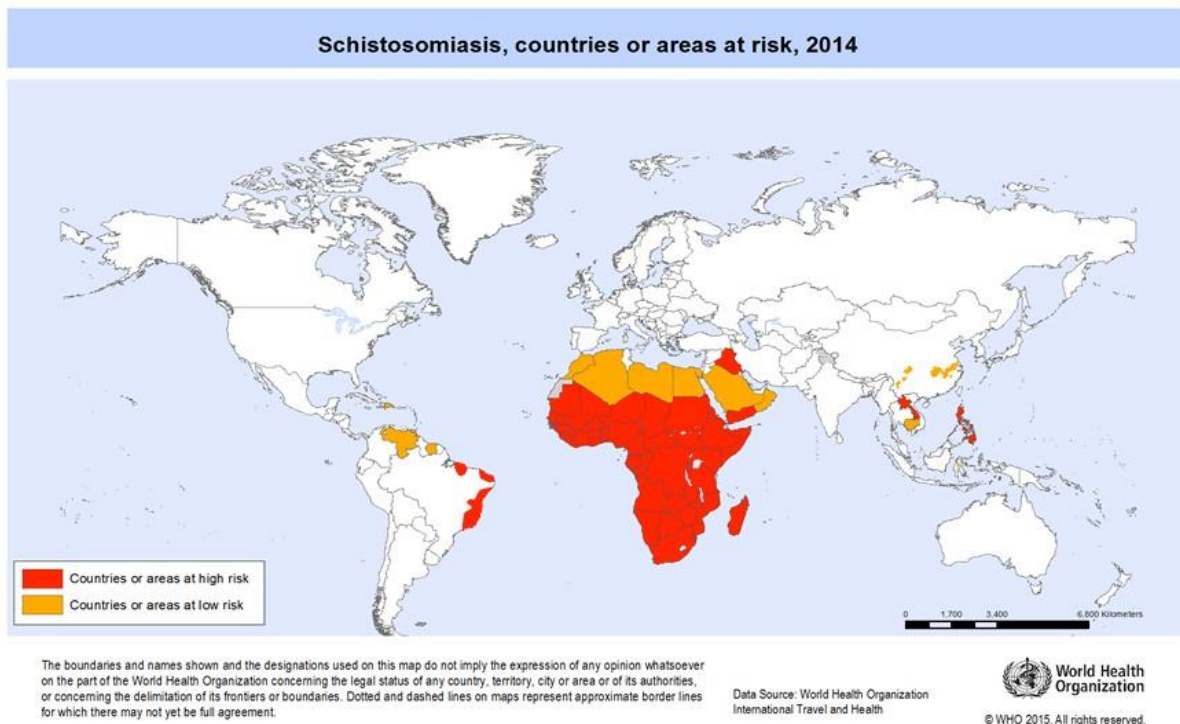 Schistosomiasis, countries or areas at risk, 2014
Countries or areas at high risk
Countries or areas at low risk
0 1,700 3,400 6,800 Kilometers
The boundaries and names shown and the designations used on this map do not imply the expression of any opinion whatsoever
on the part of the World Health Organization concerning the legal status of any country, territory, city or area or of its authorities,
or concerning the delimitation of its frontiers or boundaries. Dotted and dashed lines on maps represent approximate border lines
for which there may not yet be full agreement.
Data Source: World Health Organization
International Travel and Health
World Health
Organization
© WHO 2015. All rights reserved.